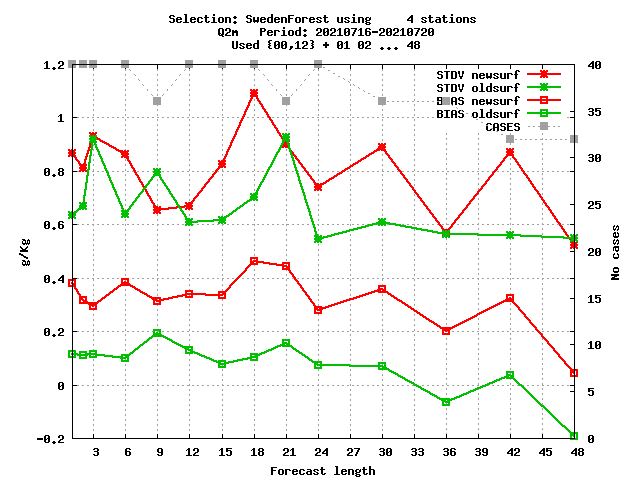 Selection: SwedenForest using     4 stations
Q2m   Period: 20210716-20210720
Used {00,12} + 01 02 ... 48
STDV newsurf
STDV oldsurf
BIAS newsurf
BIAS oldsurf
CASES
1.2
1
0.8
0.6
0.4
0.2
0
-0.2
g/Kg
40
35
30
25
20
15
10
5
0
No cases
3 6 9 12 15 18 21 24 27 30 33 36 39 42 45 48
Forecast length